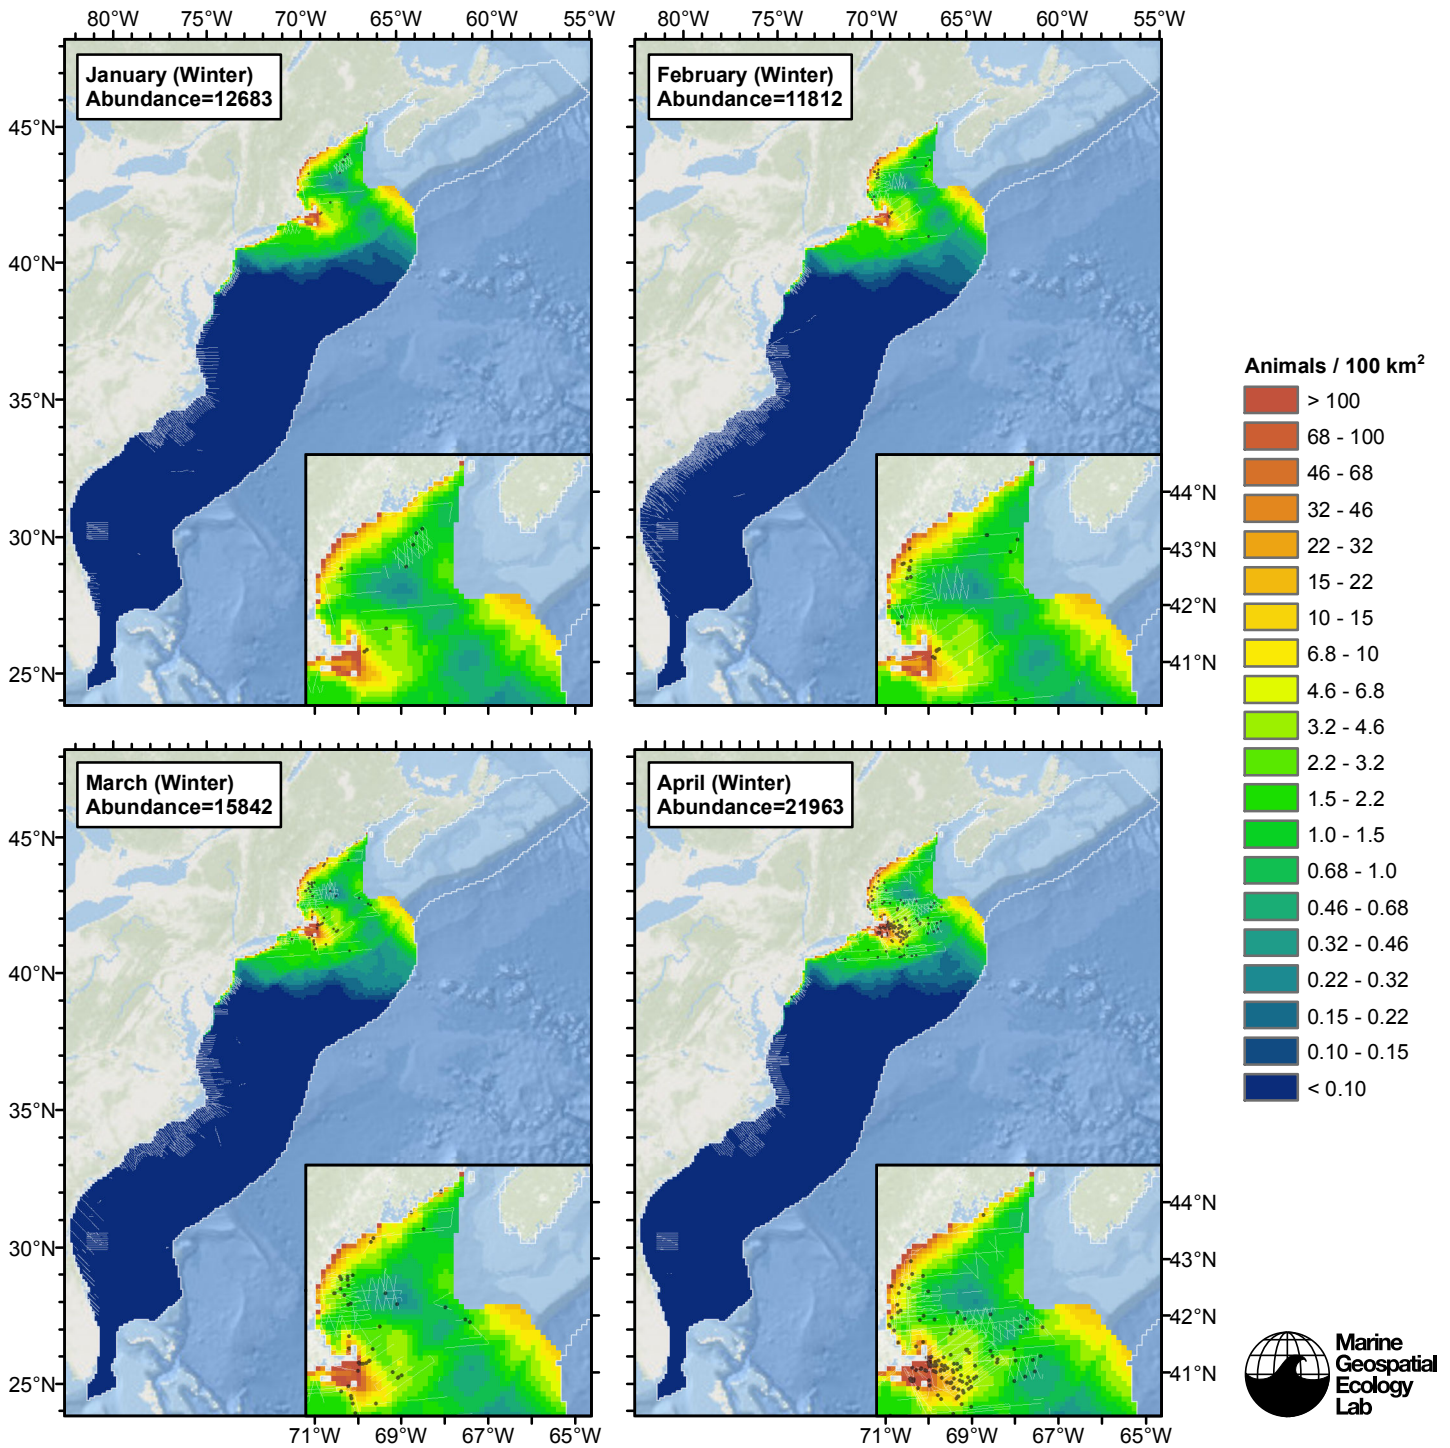 80°W 75°W 70°W 65°W 60°W 55°W 80°W 75°W 70°W 65°W 60°W 55°W
January (Winter)
Abundance=12683
February (Winter)
Abundance=11812
45°N
40°N
35°N
30°N
25°N
44°N
43°N
42°N
41°N
March (Winter)
Abundance=15842
April (Winter)
Abundance=21963
45°N
40°N
35°N
30°N
25°N
44°N
43°N
42°N
41°N
71°W 69°W 67°W 65°W 71°W 69°W 67°W 65°W
Animals / 100 km²
> 100
68 - 100
46 - 68
32 - 46
22 - 32
15 - 22
10 - 15
6.8 - 10
4.6 - 6.8
3.2 - 4.6
2.2 - 3.2
1.5 - 2.2
1.0 - 1.5
0.68 - 1.0
0.46 - 0.68
0.32 - 0.46
0.22 - 0.32
0.15 - 0.22
0.10 - 0.15
< 0.10
Marine
Geospatial
Ecology
Lab